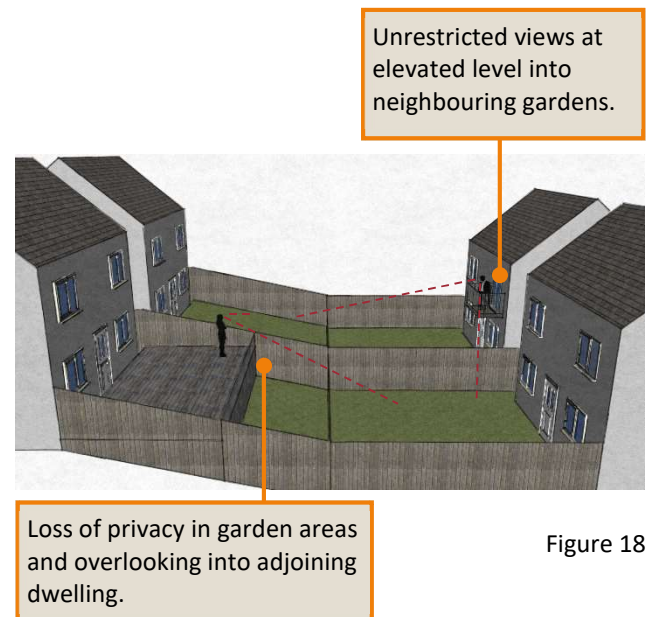 Unrestricted views at
elevated level into
neighbouring gardens.
Loss of privacy in garden areas
and overlooking into adjoining
dwelling.
Figure 18